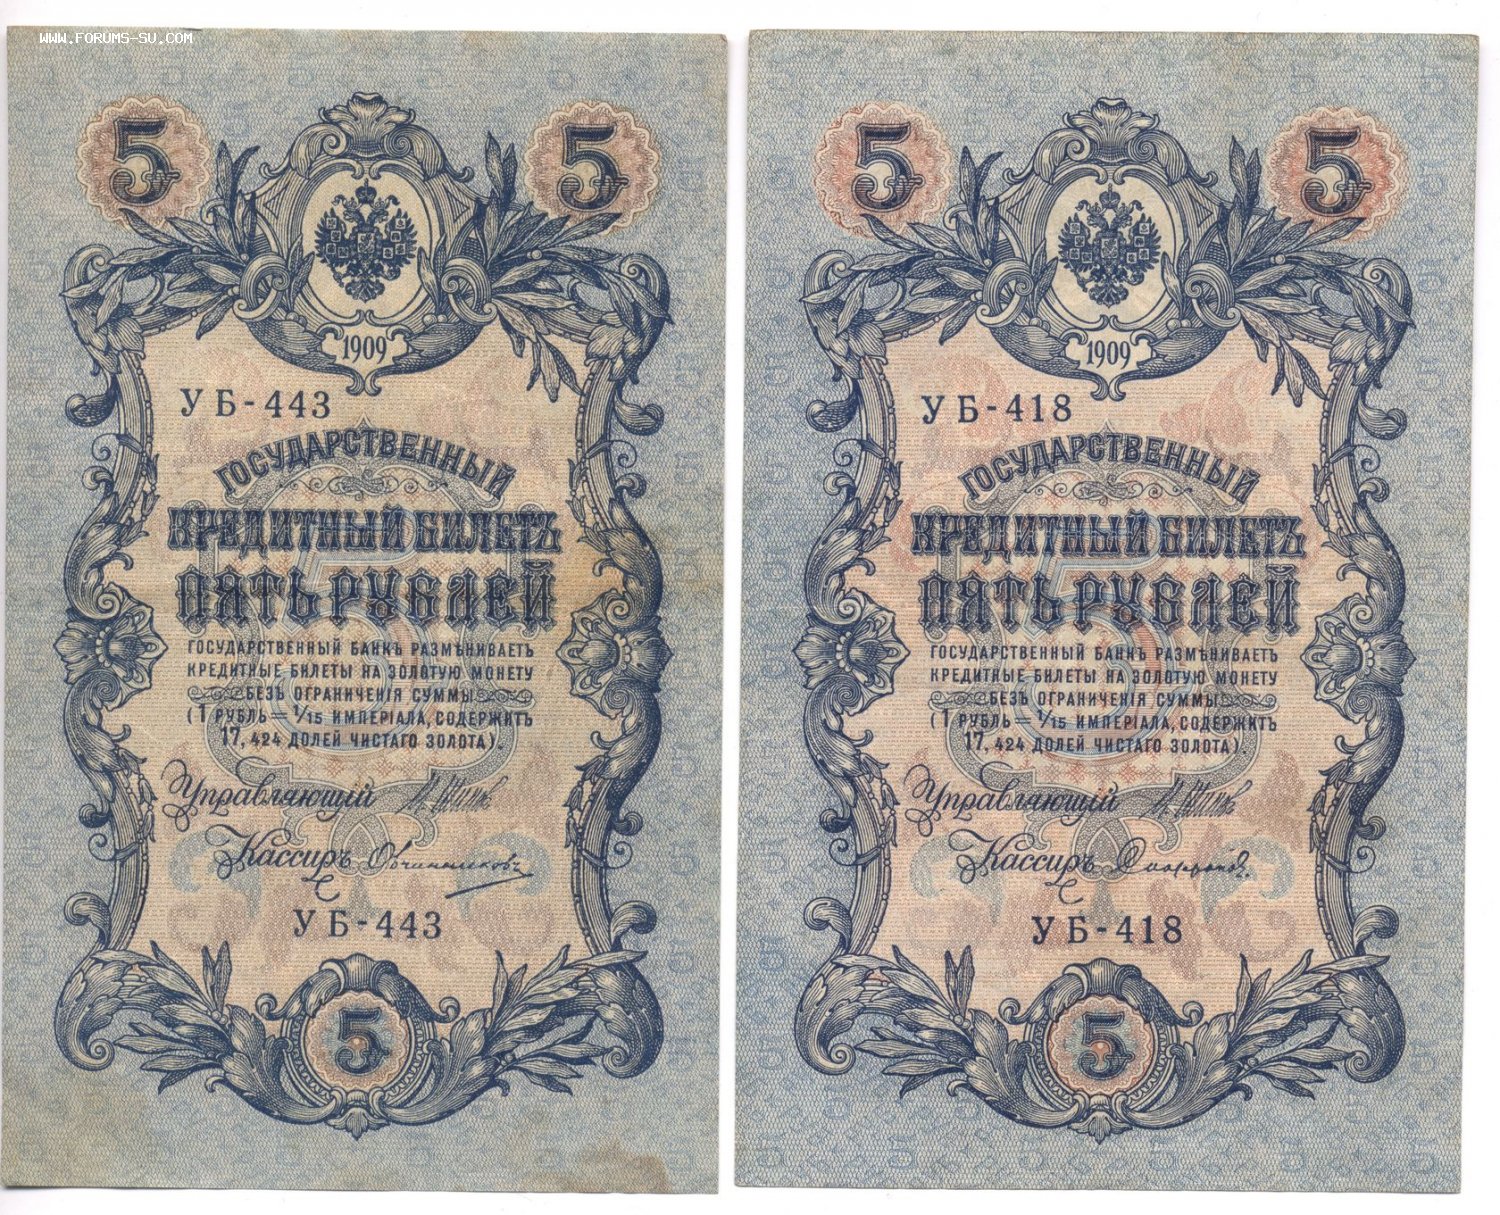 WWW.FORUMS-SU.COM
5 5
1909
УБ-443
ГОСУДАРСТВЕННЫЙ
КРЕДИТНЫЙ БИЛЕТЪ
ПЯТЬ РУБЛЕЙ
ГОСУДАРСТВЕННЫЙ БАНКЪ РАЗМѢНИВАЕТЪ
КРЕДИТНЫЕ БИЛЕТЫ НА ЗОЛОТУЮ МОНЕТУ
БЕЗЪ ОГРАНИЧЕНІЯ СУММЫ
(1 РУБЛЬ = 1/15 ИМПЕРІАЛА, СОДЕРЖИТЪ
17,424 ДОЛЕЙ ЧИСТАГО ЗОЛОТА).
Управляющій
Кассиръ Овчинниковъ
УБ-443
5
5 5
1909
УБ-418
ГОСУДАРСТВЕННЫЙ
КРЕДИТНЫЙ БИЛЕТЪ
ПЯТЬ РУБЛЕЙ
ГОСУДАРСТВЕННЫЙ БАНКЪ РАЗМѢНИВАЕТЪ
КРЕДИТНЫЕ БИЛЕТЫ НА ЗОЛОТУЮ МОНЕТУ
БЕЗЪ ОГРАНИЧЕНІЯ СУММЫ
(1 РУБЛЬ = 1/15 ИМПЕРІАЛА, СОДЕРЖИТЪ
17,424 ДОЛЕЙ ЧИСТАГО ЗОЛОТА).
Управляющій
Кассиръ
УБ-418
5